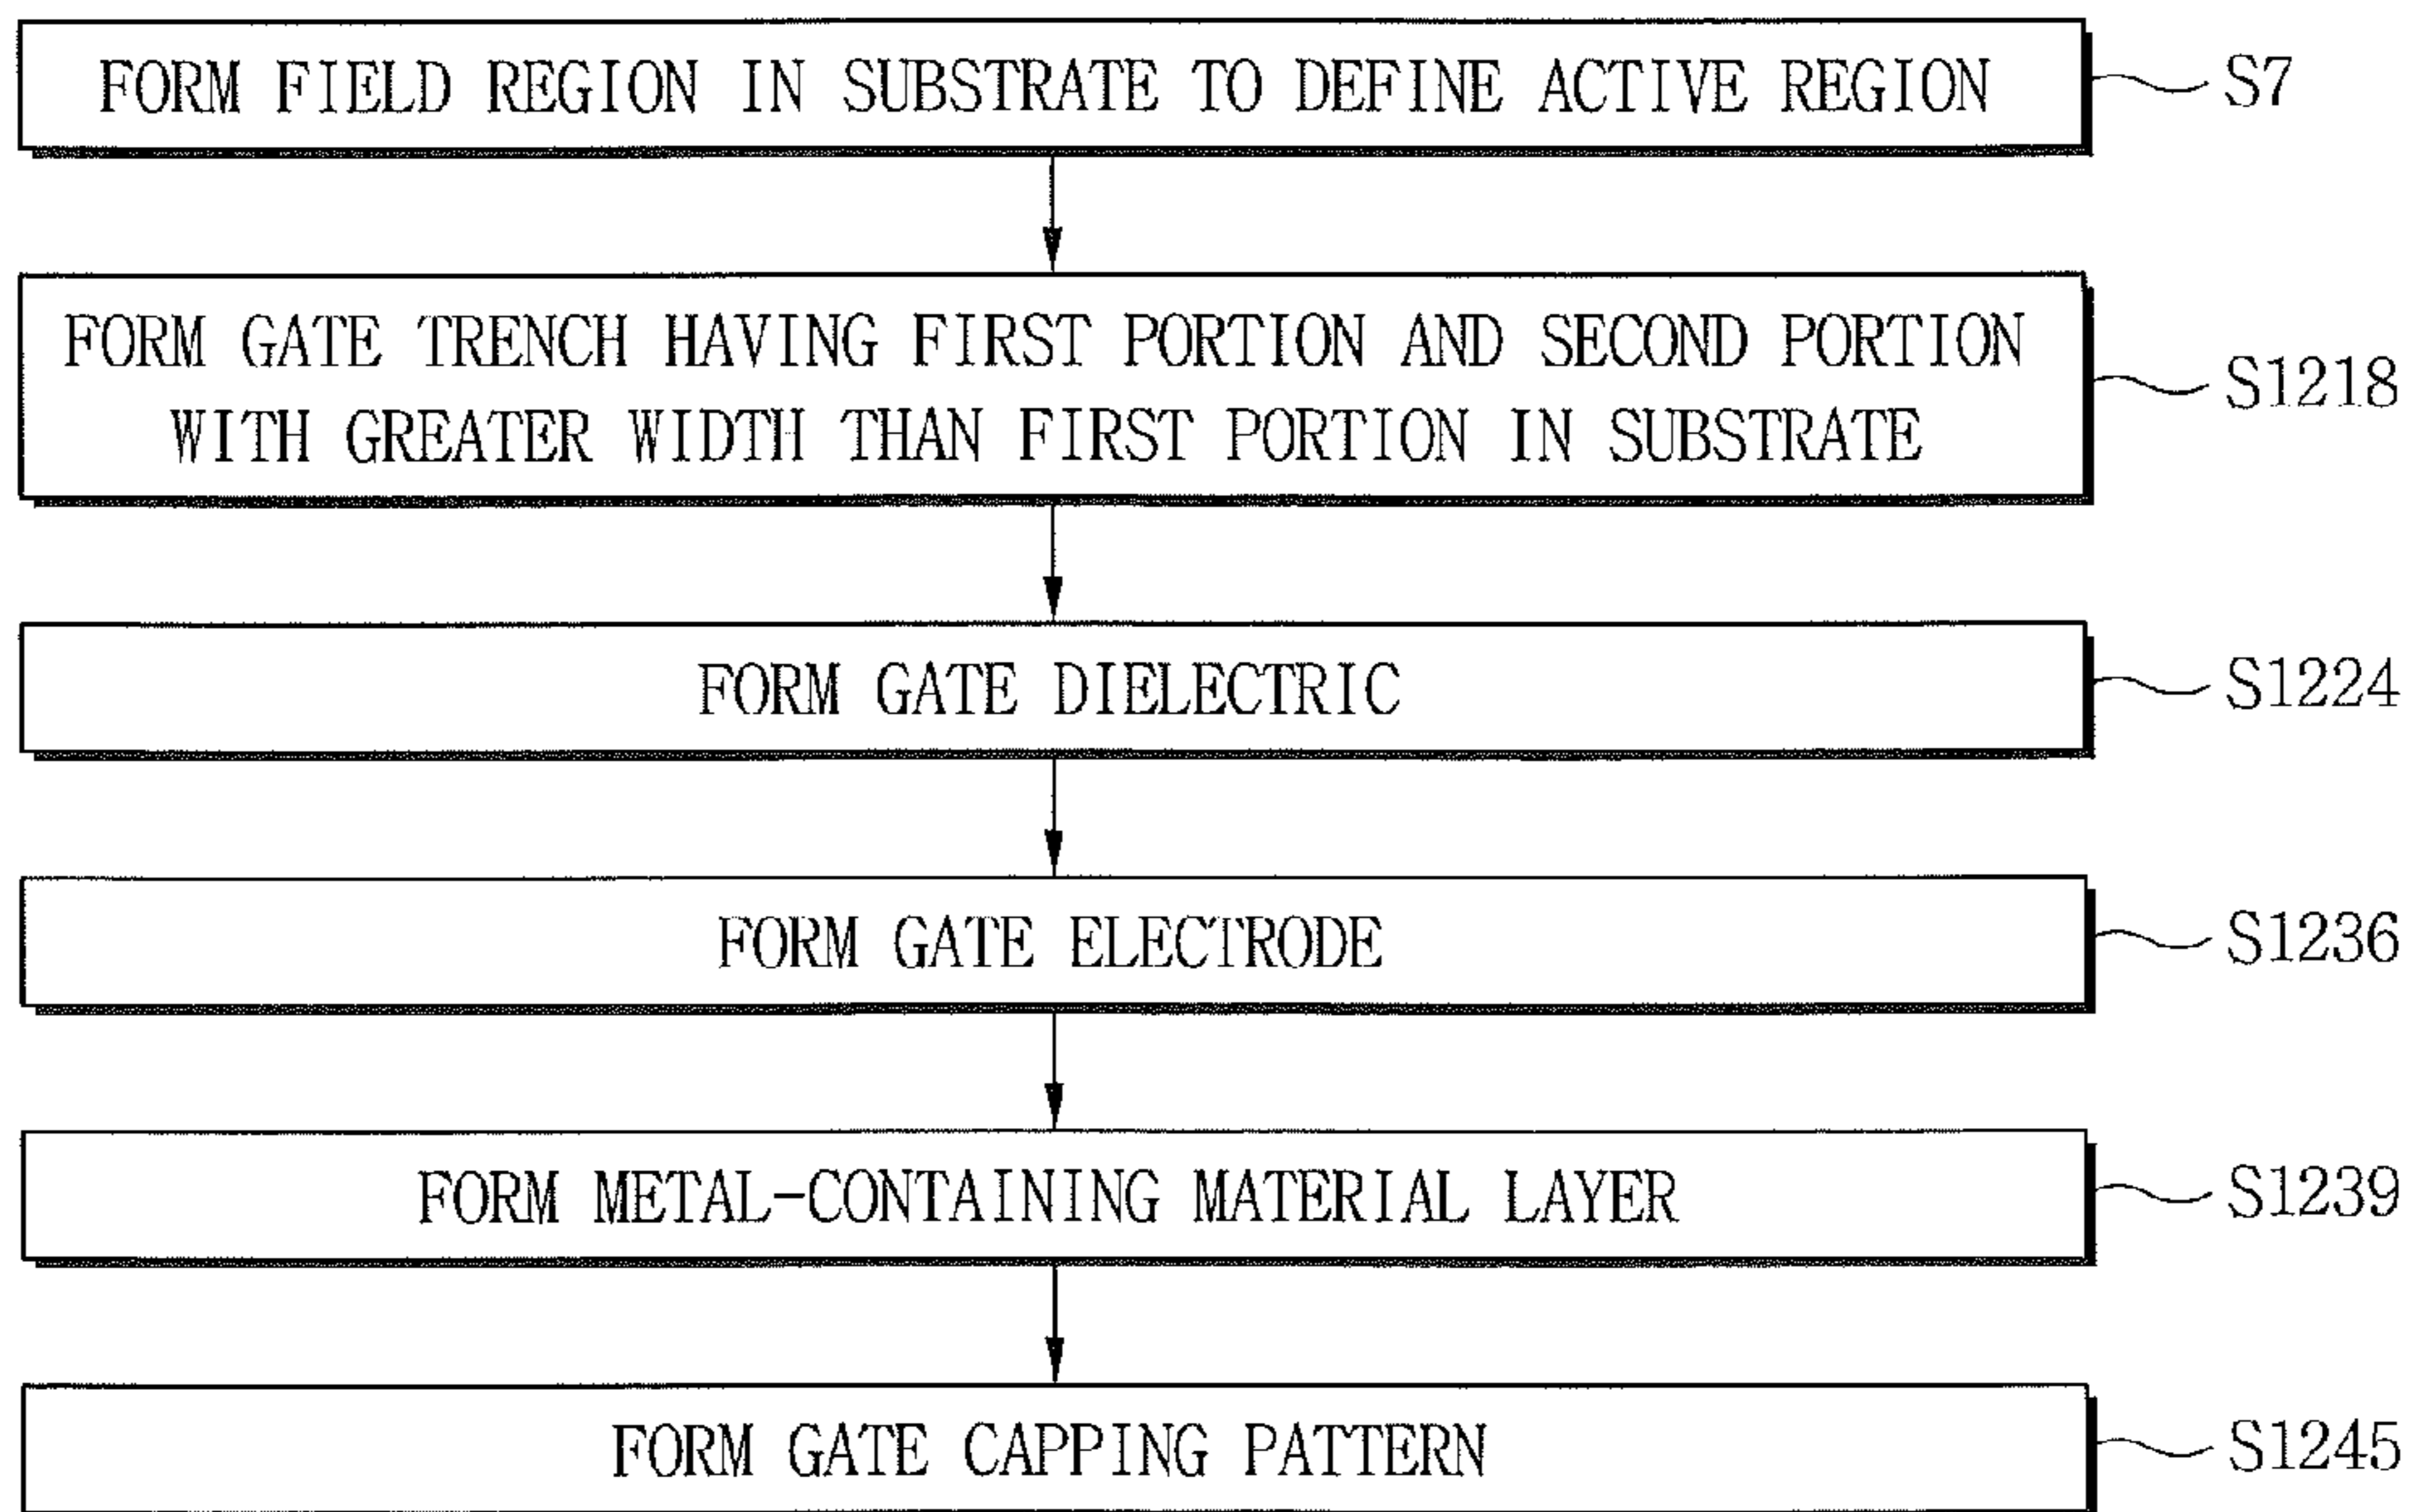 FORM FIELD REGION IN SUBSTRATE TO DEFINE ACTIVE REGION
S7
FORM GATE TRENCH HAVING FIRST PORTION AND SECOND PORTION
WITH GREATER WIDTH THAN FIRST PORTION IN SUBSTRATE
S1218
FORM GATE DIELECTRIC
S1224
FORM GATE ELECTRODE
S1236
FORM METAL-CONTAINING MATERIAL LAYER
S1239
FORM GATE CAPPING PATTERN
S1245